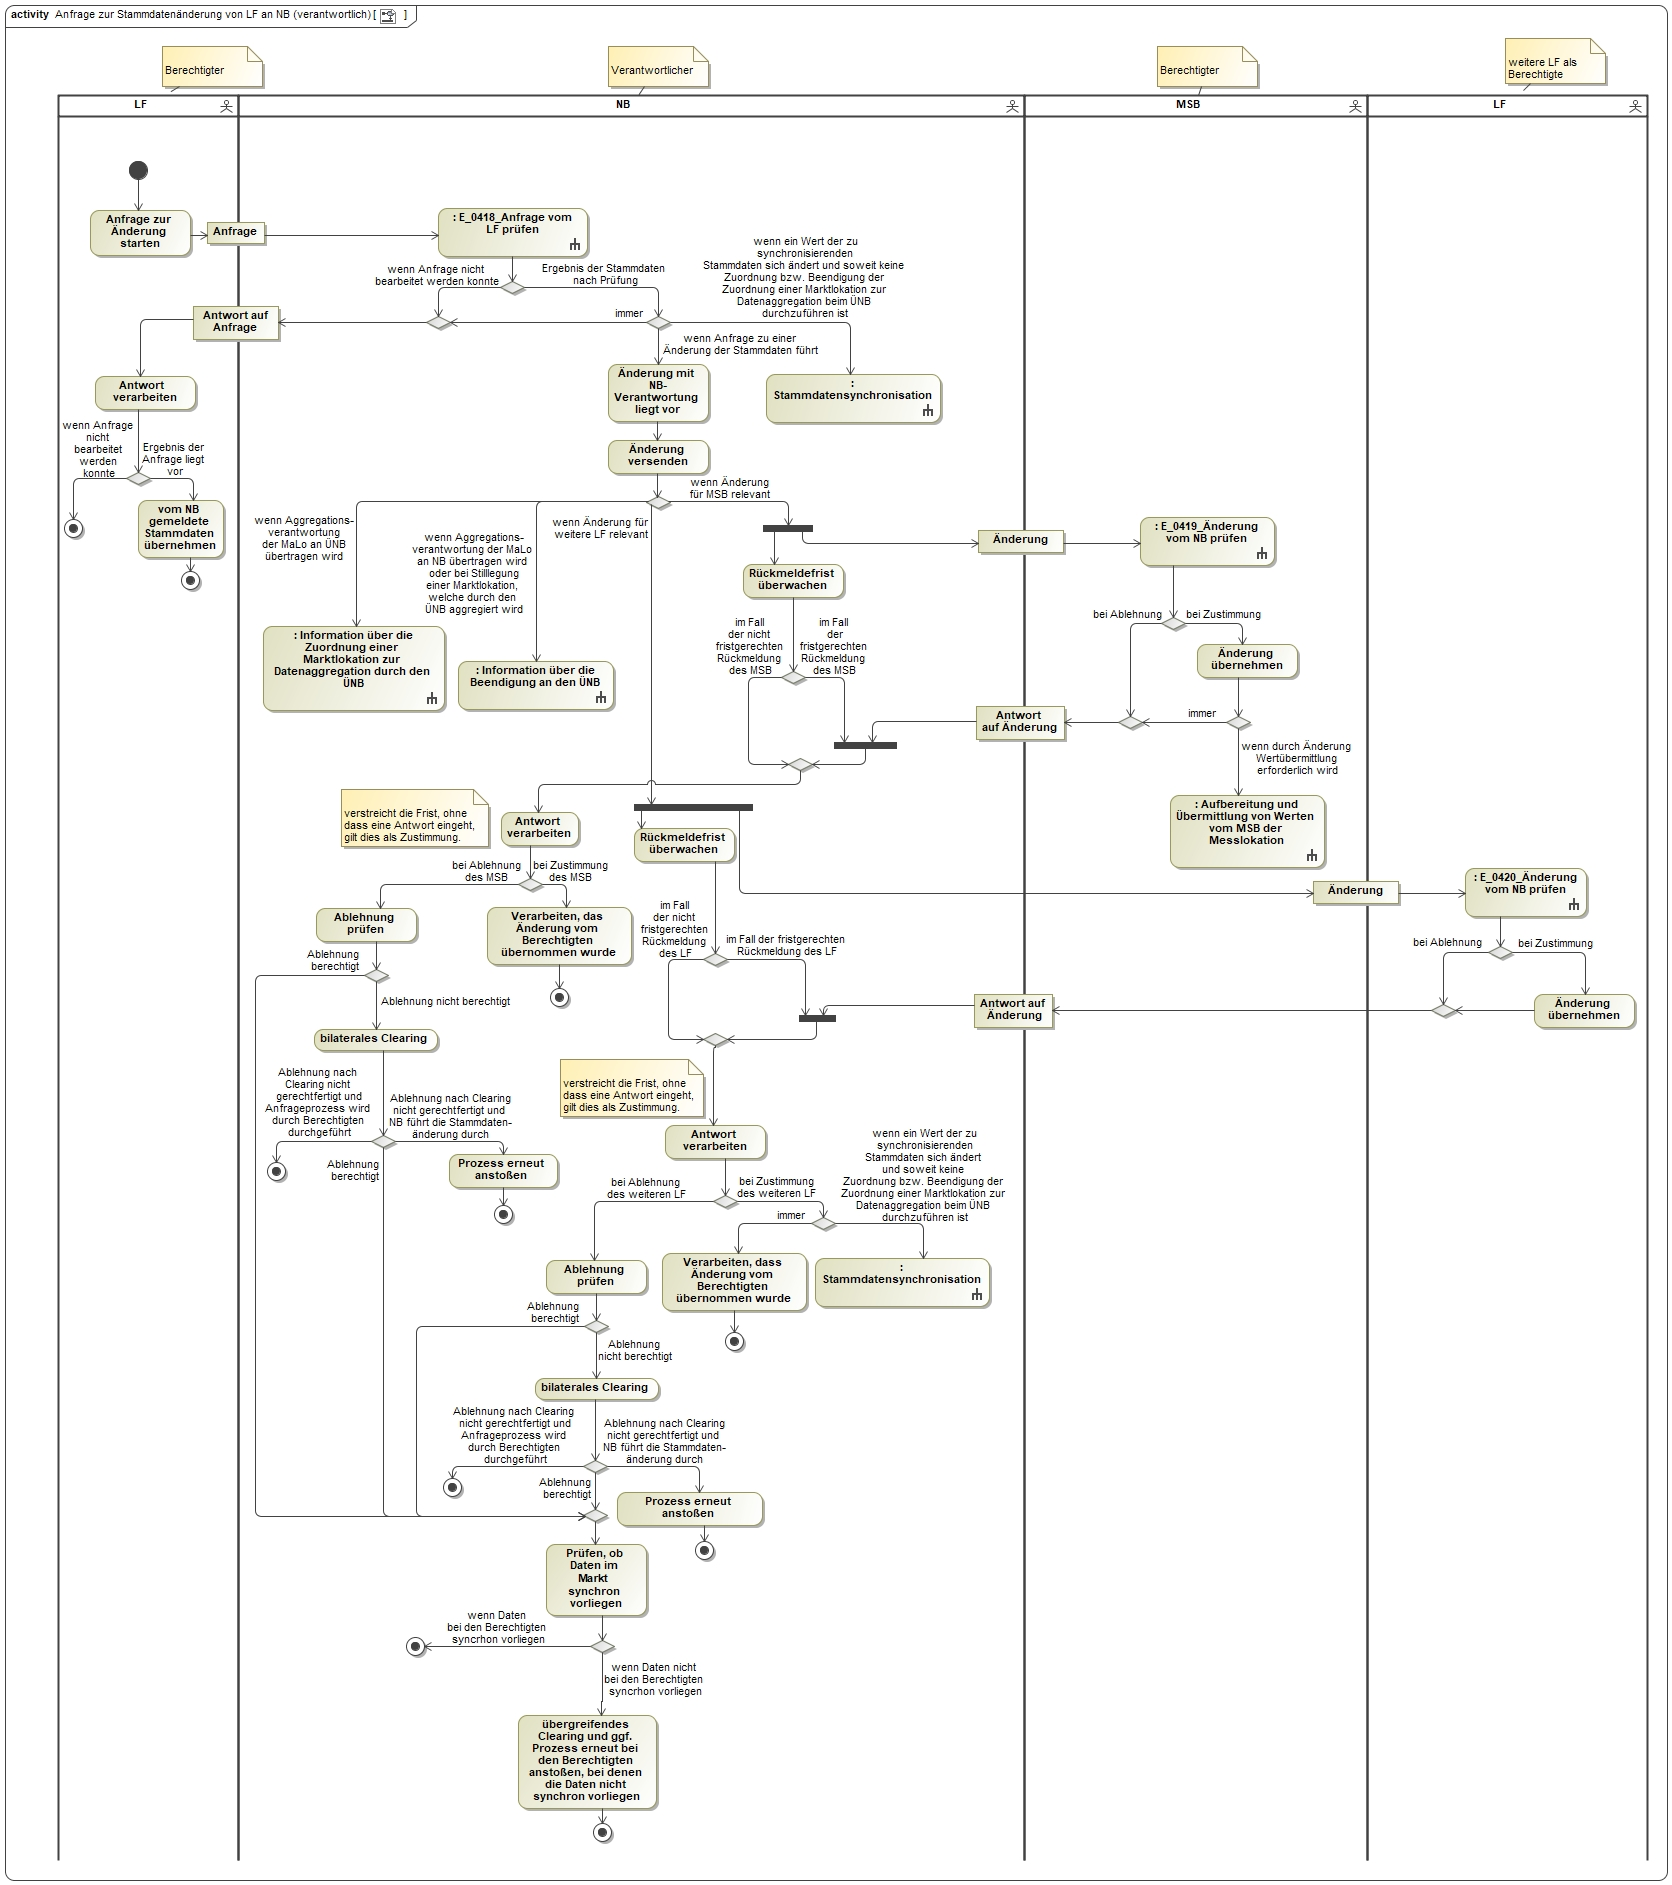 activity Anfrage zur Stammdatenänderung von LF an NB (verantwortlich) [ ]
Berechtigter
Verantwortlicher
Berechtigter
weitere LF als
Berechtigte
LF
NB
MSB
LF
Anfrage zur
Änderung
starten
Anfrage
: E_0418_Anfrage vom
LF prüfen
wenn Anfrage nicht
bearbeitet werden konnte
Ergebnis der Stammdaten
nach Prüfung
wenn ein Wert der zu
synchronisierenden
Stammdaten sich ändert und soweit keine
Zuordnung bzw. Beendigung der
Zuordnung einer Marktlokation zur
Datenaggregation beim ÜNB
durchzuführen ist
Antwort auf
Anfrage
immer
wenn Anfrage zu einer
Änderung der Stammdaten führt
Antwort
verarbeiten
Änderung mit
NB-
Verantwortung
liegt vor
:
Stammdatensynchronisation
wenn Anfrage
nicht
bearbeitet
werden
konnte
Ergebnis der
Anfrage liegt
vor
Änderung
versenden
vom NB
gemeldete
Stammdaten
übernehmen
wenn Änderung
für MSB relevant
wenn Aggregations-
verantwortung
der MaLo an ÜNB
übertragen wird
wenn Aggregations-
verantwortung der MaLo
an NB übertragen wird
oder bei Stilllegung
einer Marktlokation,
welche durch den
ÜNB aggregiert wird
wenn Änderung für
weitere LF relevant
Änderung
: E_0419_Änderung
vom NB prüfen
Rückmeldefrist
überwachen
bei Ablehnung
bei Zustimmung
im Fall
der nicht
fristgerechten
Rückmeldung
des MSB
im Fall
der
fristgerechten
Rückmeldung
des MSB
: Information über die
Zuordnung einer
Marktlokation zur
Datenaggregation durch den
ÜNB
: Information über die
Beendigung an den ÜNB
Änderung
übernehmen
Antwort
auf Änderung
immer
wenn durch Änderung
Wertübermittlung
erforderlich wird
verstreicht die Frist, ohne
dass eine Antwort eingeht,
gilt dies als Zustimmung.
Antwort
verarbeiten
Rückmeldefrist
überwachen
: Aufbereitung und
Übermittlung von Werten
vom MSB der
Messlokation
bei Ablehnung
des MSB
bei Zustimmung
des MSB
Änderung
: E_0420_Änderung
vom NB prüfen
Ablehnung
prüfen
Verarbeiten, das
Änderung vom
Berechtigten
übernommen wurde
im Fall
der nicht
fristgerechten
Rückmeldung
des LF
im Fall der fristgerechten
Rückmeldung des LF
bei Ablehnung
bei Zustimmung
Ablehnung
berechtigt
Ablehnung nicht berechtigt
Antwort auf
Änderung
Änderung
übernehmen
bilaterales Clearing
Ablehnung nach
Clearing nicht
gerechtfertigt und
Anfrageprozess wird
durch Berechtigten
durchgeführt
Ablehnung nach Clearing
nicht gerechtfertigt und
NB führt die Stammdaten-
änderung durch
verstreicht die Frist, ohne
dass eine Antwort eingeht,
gilt dies als Zustimmung.
Antwort
verarbeiten
Ablehnung
berechtigt
Prozess erneut
anstoßen
wenn ein Wert der zu
synchronisierenden
Stammdaten sich ändert
und soweit keine
Zuordnung bzw. Beendigung der
Zuordnung einer Marktlokation zur
Datenaggregation beim ÜNB
durchzuführen ist
bei Ablehnung
des weiteren LF
bei Zustimmung
des weiteren LF
immer
Ablehnung
prüfen
Verarbeiten, dass
Änderung vom
Berechtigten
übernommen wurde
:
Stammdatensynchronisation
Ablehnung
berechtigt
Ablehnung
nicht berechtigt
bilaterales Clearing
Ablehnung nach Clearing
nicht gerechtfertigt und
Anfrageprozess wird
durch Berechtigten
durchgeführt
Ablehnung nach Clearing
nicht gerechtfertigt und
NB führt die Stammdaten-
änderung durch
Ablehnung
berechtigt
Prozess erneut
anstoßen
Prüfen, ob
Daten im
Markt
synchron
vorliegen
wenn Daten
bei den Berechtigten
syncrhon vorliegen
wenn Daten nicht
bei den Berechtigten
syncrhon vorliegen
übergreifendes
Clearing und ggf.
Prozess erneut bei
den Berechtigten
anstoßen, bei denen
die Daten nicht
synchron vorliegen